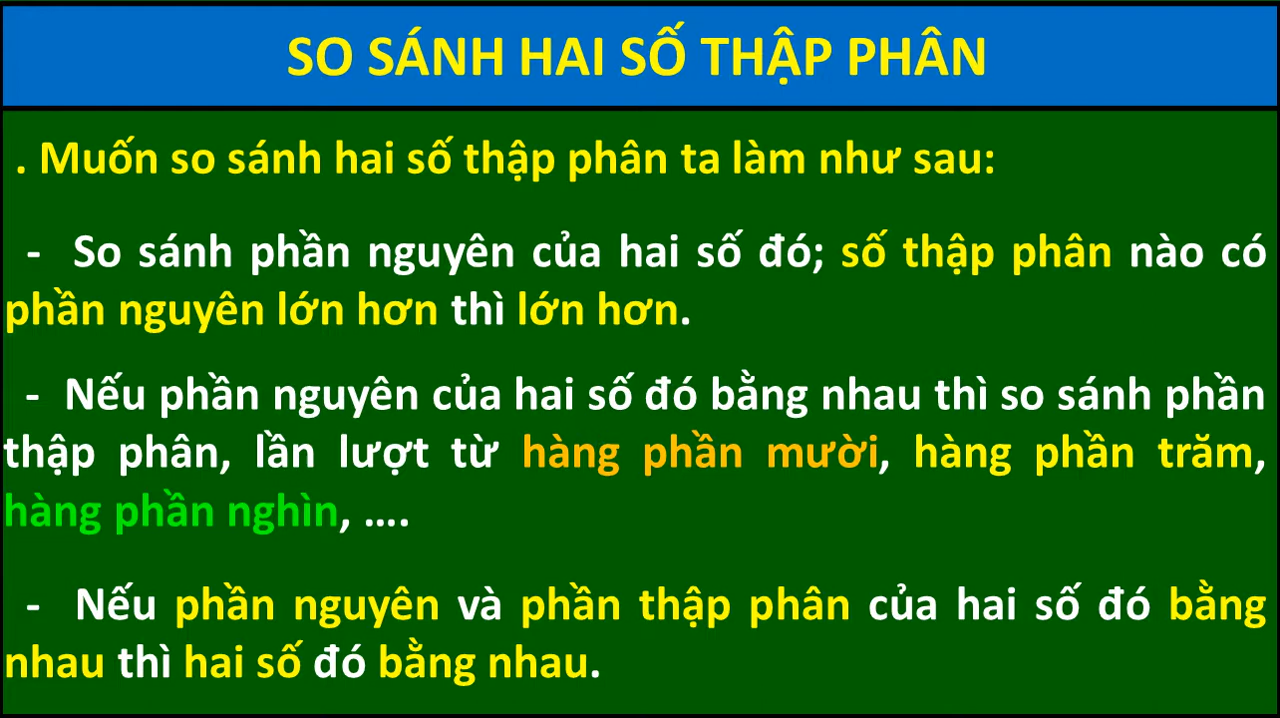 SO SÁNH HAI SỐ THẬP PHÂN
. Muốn so sánh hai số thập phân ta làm như sau:
- So sánh phần nguyên của hai số đó; số thập phân nào có
phần nguyên lớn hơn thì lớn hơn.
- Nếu phần nguyên của hai số đó bằng nhau thì so sánh phần
thập phân, lần lượt từ hàng phần mười, hàng phần trăm,
hàng phần nghìn, ....
- Nếu phần nguyên và phần thập phân của hai số đó bằng
nhau thì hai số đó bằng nhau.